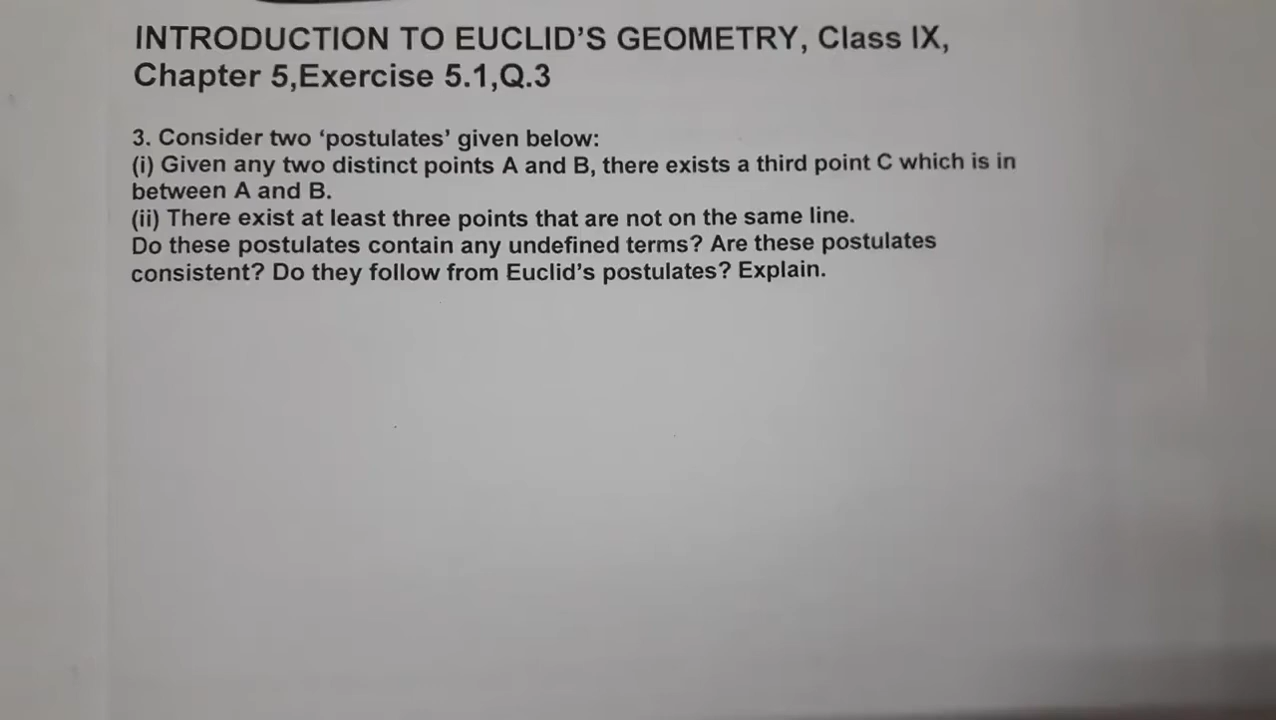 INTRODUCTION TO EUCLID'S GEOMETRY, Class IX,
Chapter 5,Exercise 5.1,Q.3
3. Consider two ‘postulates’ given below:
(i) Given any two distinct points A and B, there exists a third point C which is in
between A and B.
(ii) There exist at least three points that are not on the same line.
Do these postulates contain any undefined terms? Are these postulates
consistent? Do they follow from Euclid’s postulates? Explain.